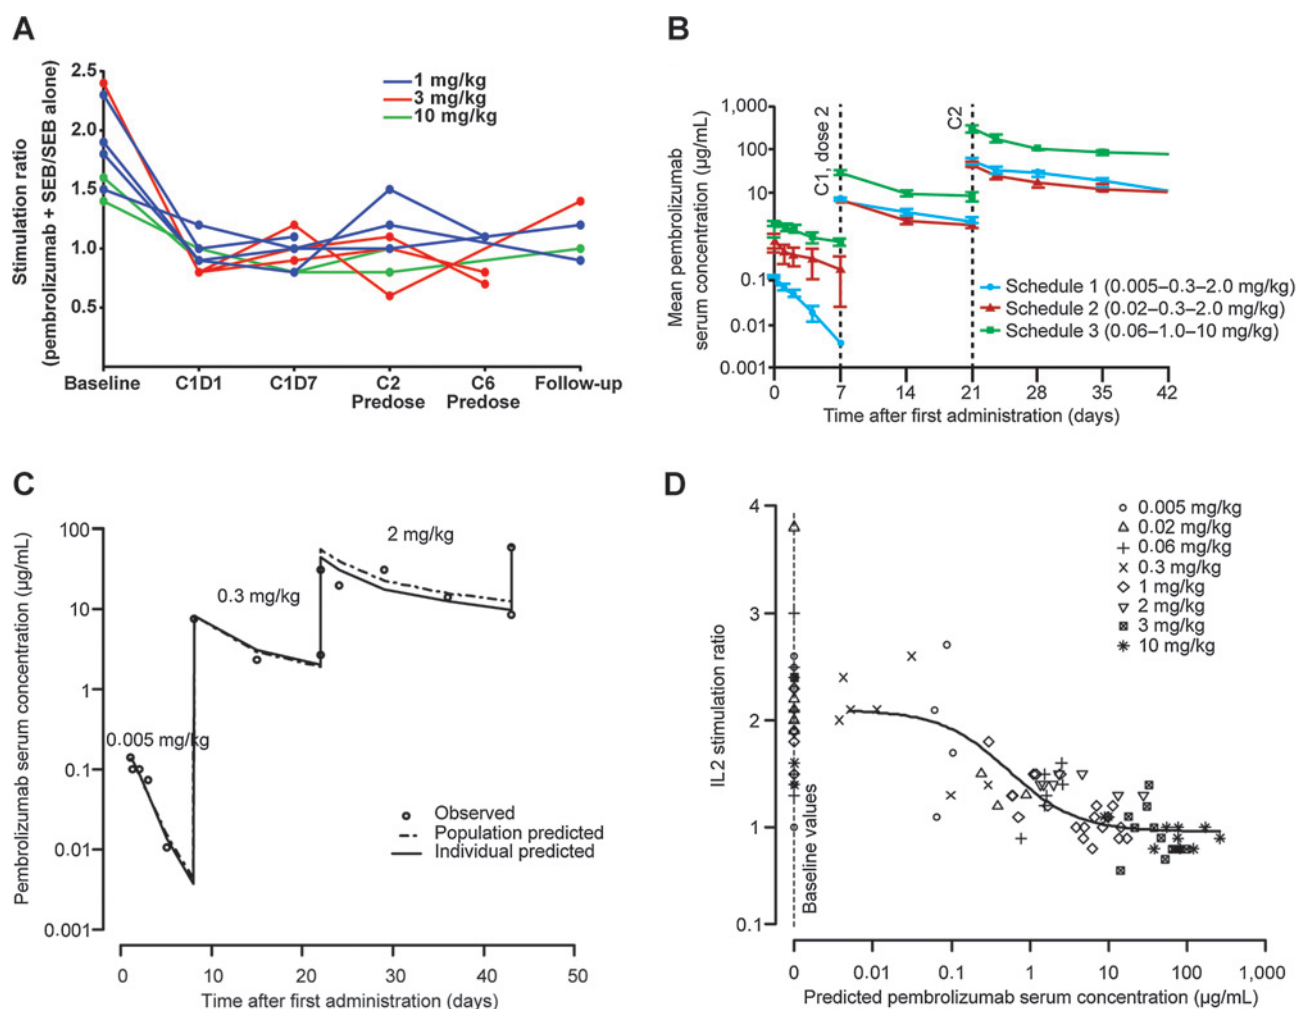 A
Stimulation ratio
(pembrolizumab + SEB/SEB alone)
2.5
2.0
1.5
1.0
0.5
1 mg/kg
3 mg/kg
10 mg/kg
Baseline
C1D1
C1D7
C2
Predose
C6
Predose
Follow-up
B
Mean pembrolizumab
serum concentration (µg/mL)
1,000
100
10
0.1
0.01
0.001
C1, dose 2
C2
Schedule 1 (0.005–0.3–2.0 mg/kg)
Schedule 2 (0.02–0.3–2.0 mg/kg)
Schedule 3 (0.06–1.0–10 mg/kg)
0 7 14 21 28 35 42
Time after first administration (days)
C
Pembrolizumab serum concentration (µg/mL)
100
10
1
0.1
0.01
0.001
0.005 mg/kg
0.3 mg/kg
2 mg/kg
Observed
Population predicted
Individual predicted
0 10 20 30 40 50
Time after first administration (days)
D
IL2 stimulation ratio
4
3
2
1
0.1
Baseline values
0.005 mg/kg
0.02 mg/kg
0.06 mg/kg
0.3 mg/kg
1 mg/kg
2 mg/kg
3 mg/kg
10 mg/kg
0 0.01 0.1 1 10 100 1,000
Predicted pembrolizumab serum concentration (µg/mL)